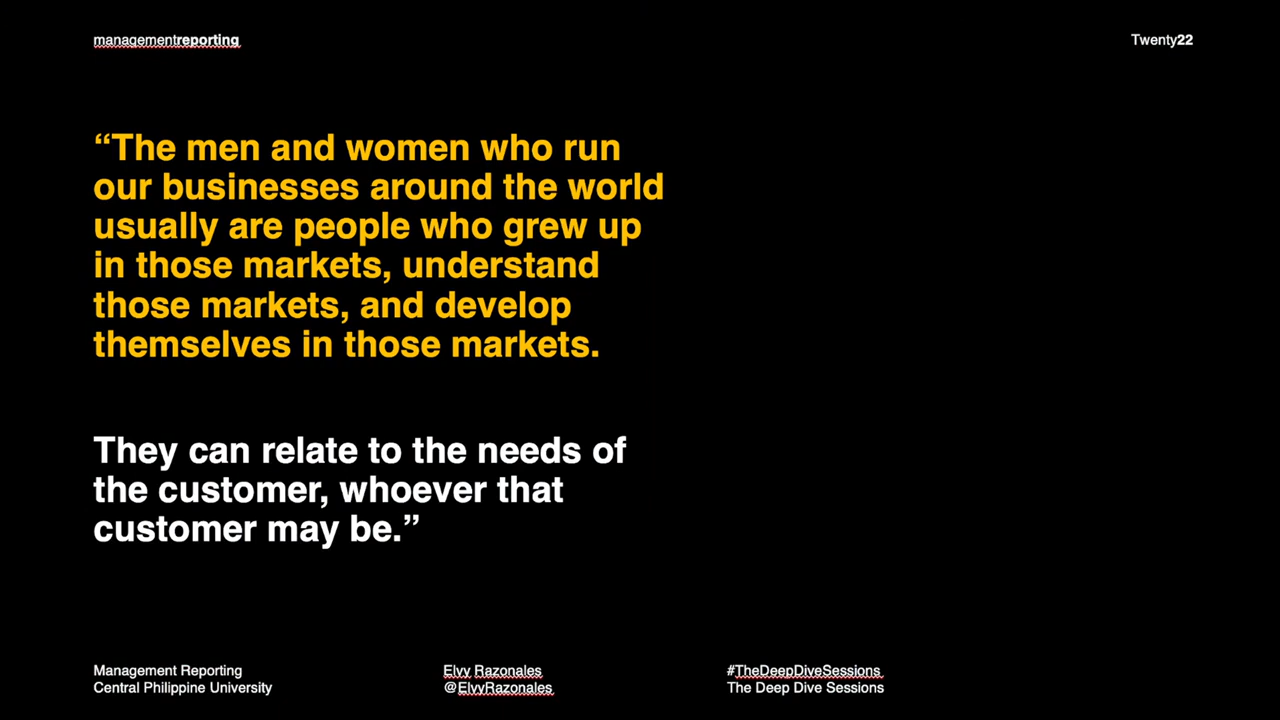 managementreporting
Twenty22
“The men and women who run
our businesses around the world
usually are people who grew up
in those markets, understand
those markets, and develop
themselves in those markets.
They can relate to the needs of
the customer, whoever that
customer may be.”
Management Reporting
Central Philippine University
Elvy Razonales
@ElvyRazonales
#TheDeepDiveSessions
The Deep Dive Sessions